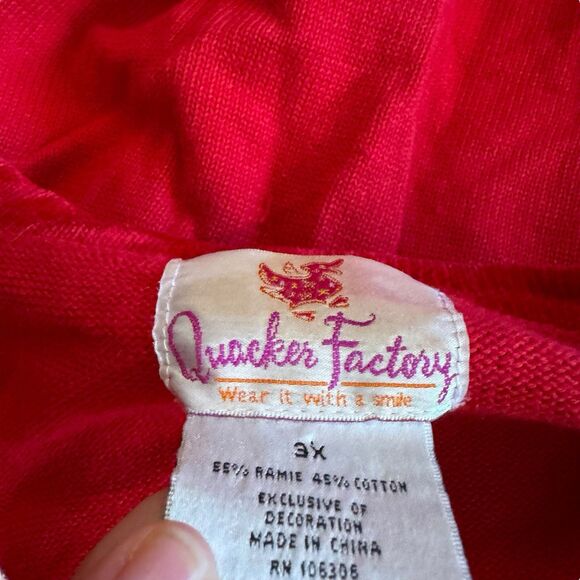 Quacker Factory
Wear it with a smile
3X
55% RAMIE 45% COTTON
EXCLUSIVE OF
DECORATION
MADE IN CHINA
RN 106306